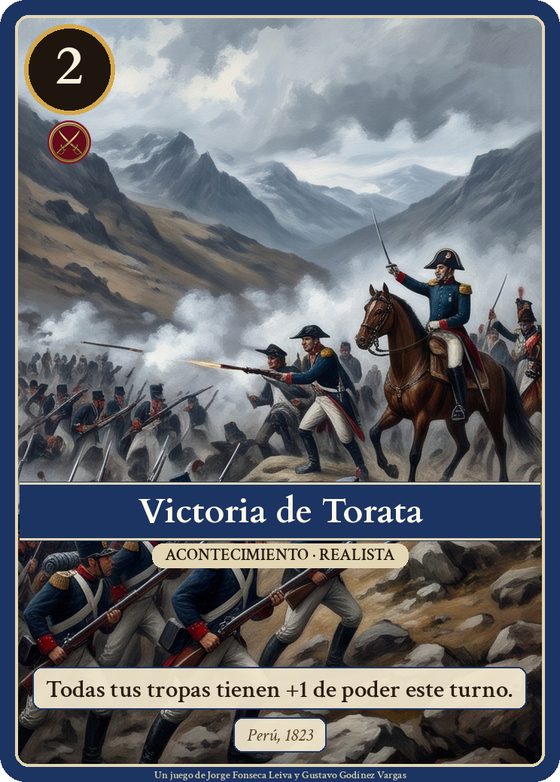 2
Victoria de Torata
ACONTECIMIENTO · REALISTA
Todas tus tropas tienen +1 de poder este turno.
Perú, 1823
Un juego de Jorge Fonseca Leiva y Gustavo Godínez Vargas